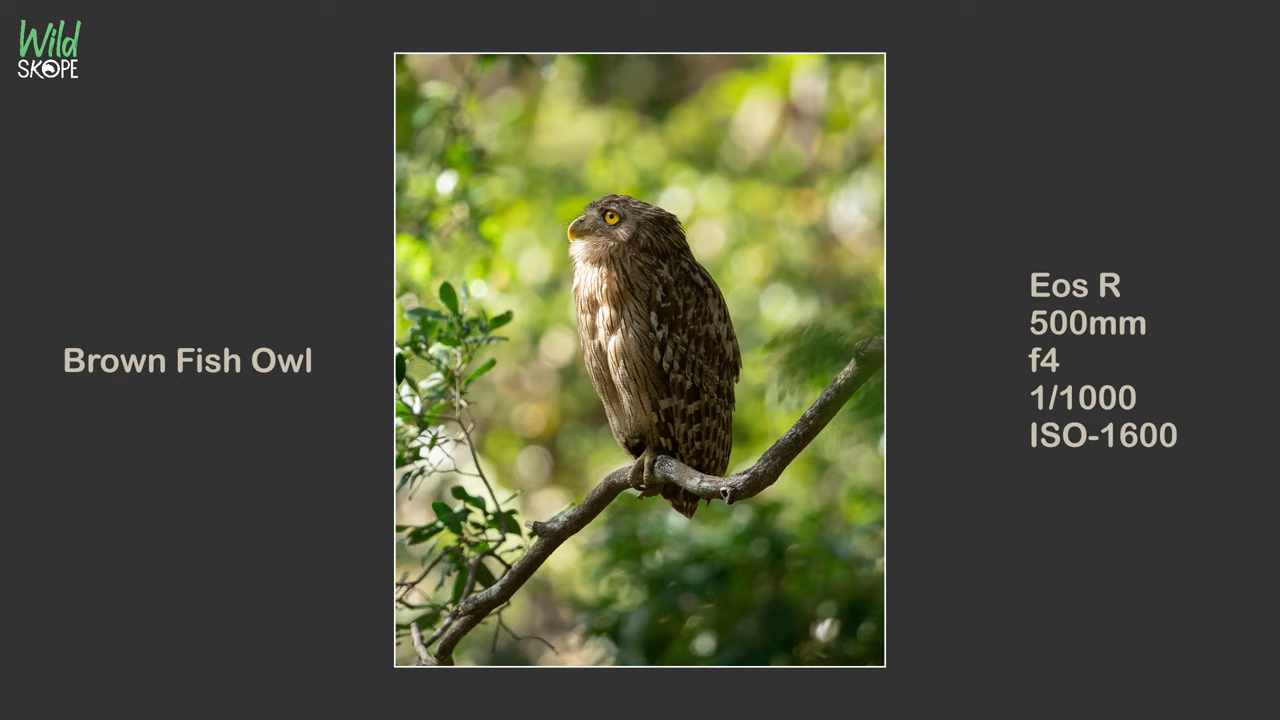 Wild
SKOPE
Brown Fish Owl
Eos R
500mm
f4
1/1000
ISO-1600